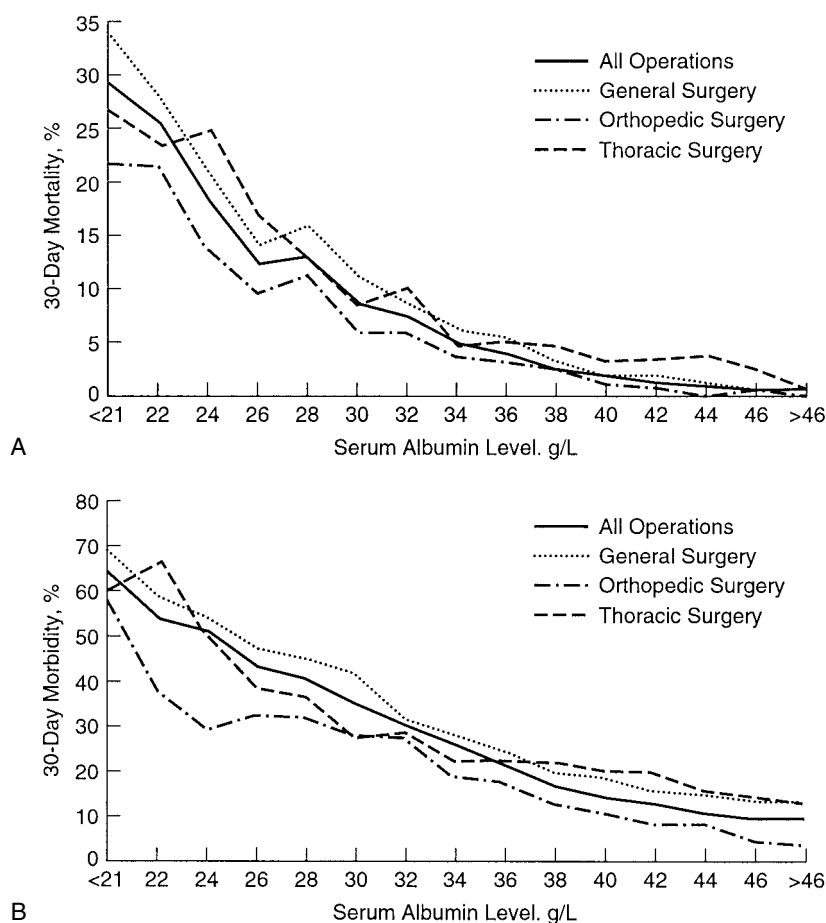 A
30-Day Mortality, %
35
30
25
20
15
10
5
0
All Operations
General Surgery
Orthopedic Surgery
Thoracic Surgery
<21 22 24 26 28 30 32 34 36 38 40 42 44 46 >46
Serum Albumin Level. g/L
B
30-Day Morbidity, %
80
70
60
50
40
30
20
10
0
All Operations
General Surgery
Orthopedic Surgery
Thoracic Surgery
<21 22 24 26 28 30 32 34 36 38 40 42 44 46 >46
Serum Albumin Level. g/L